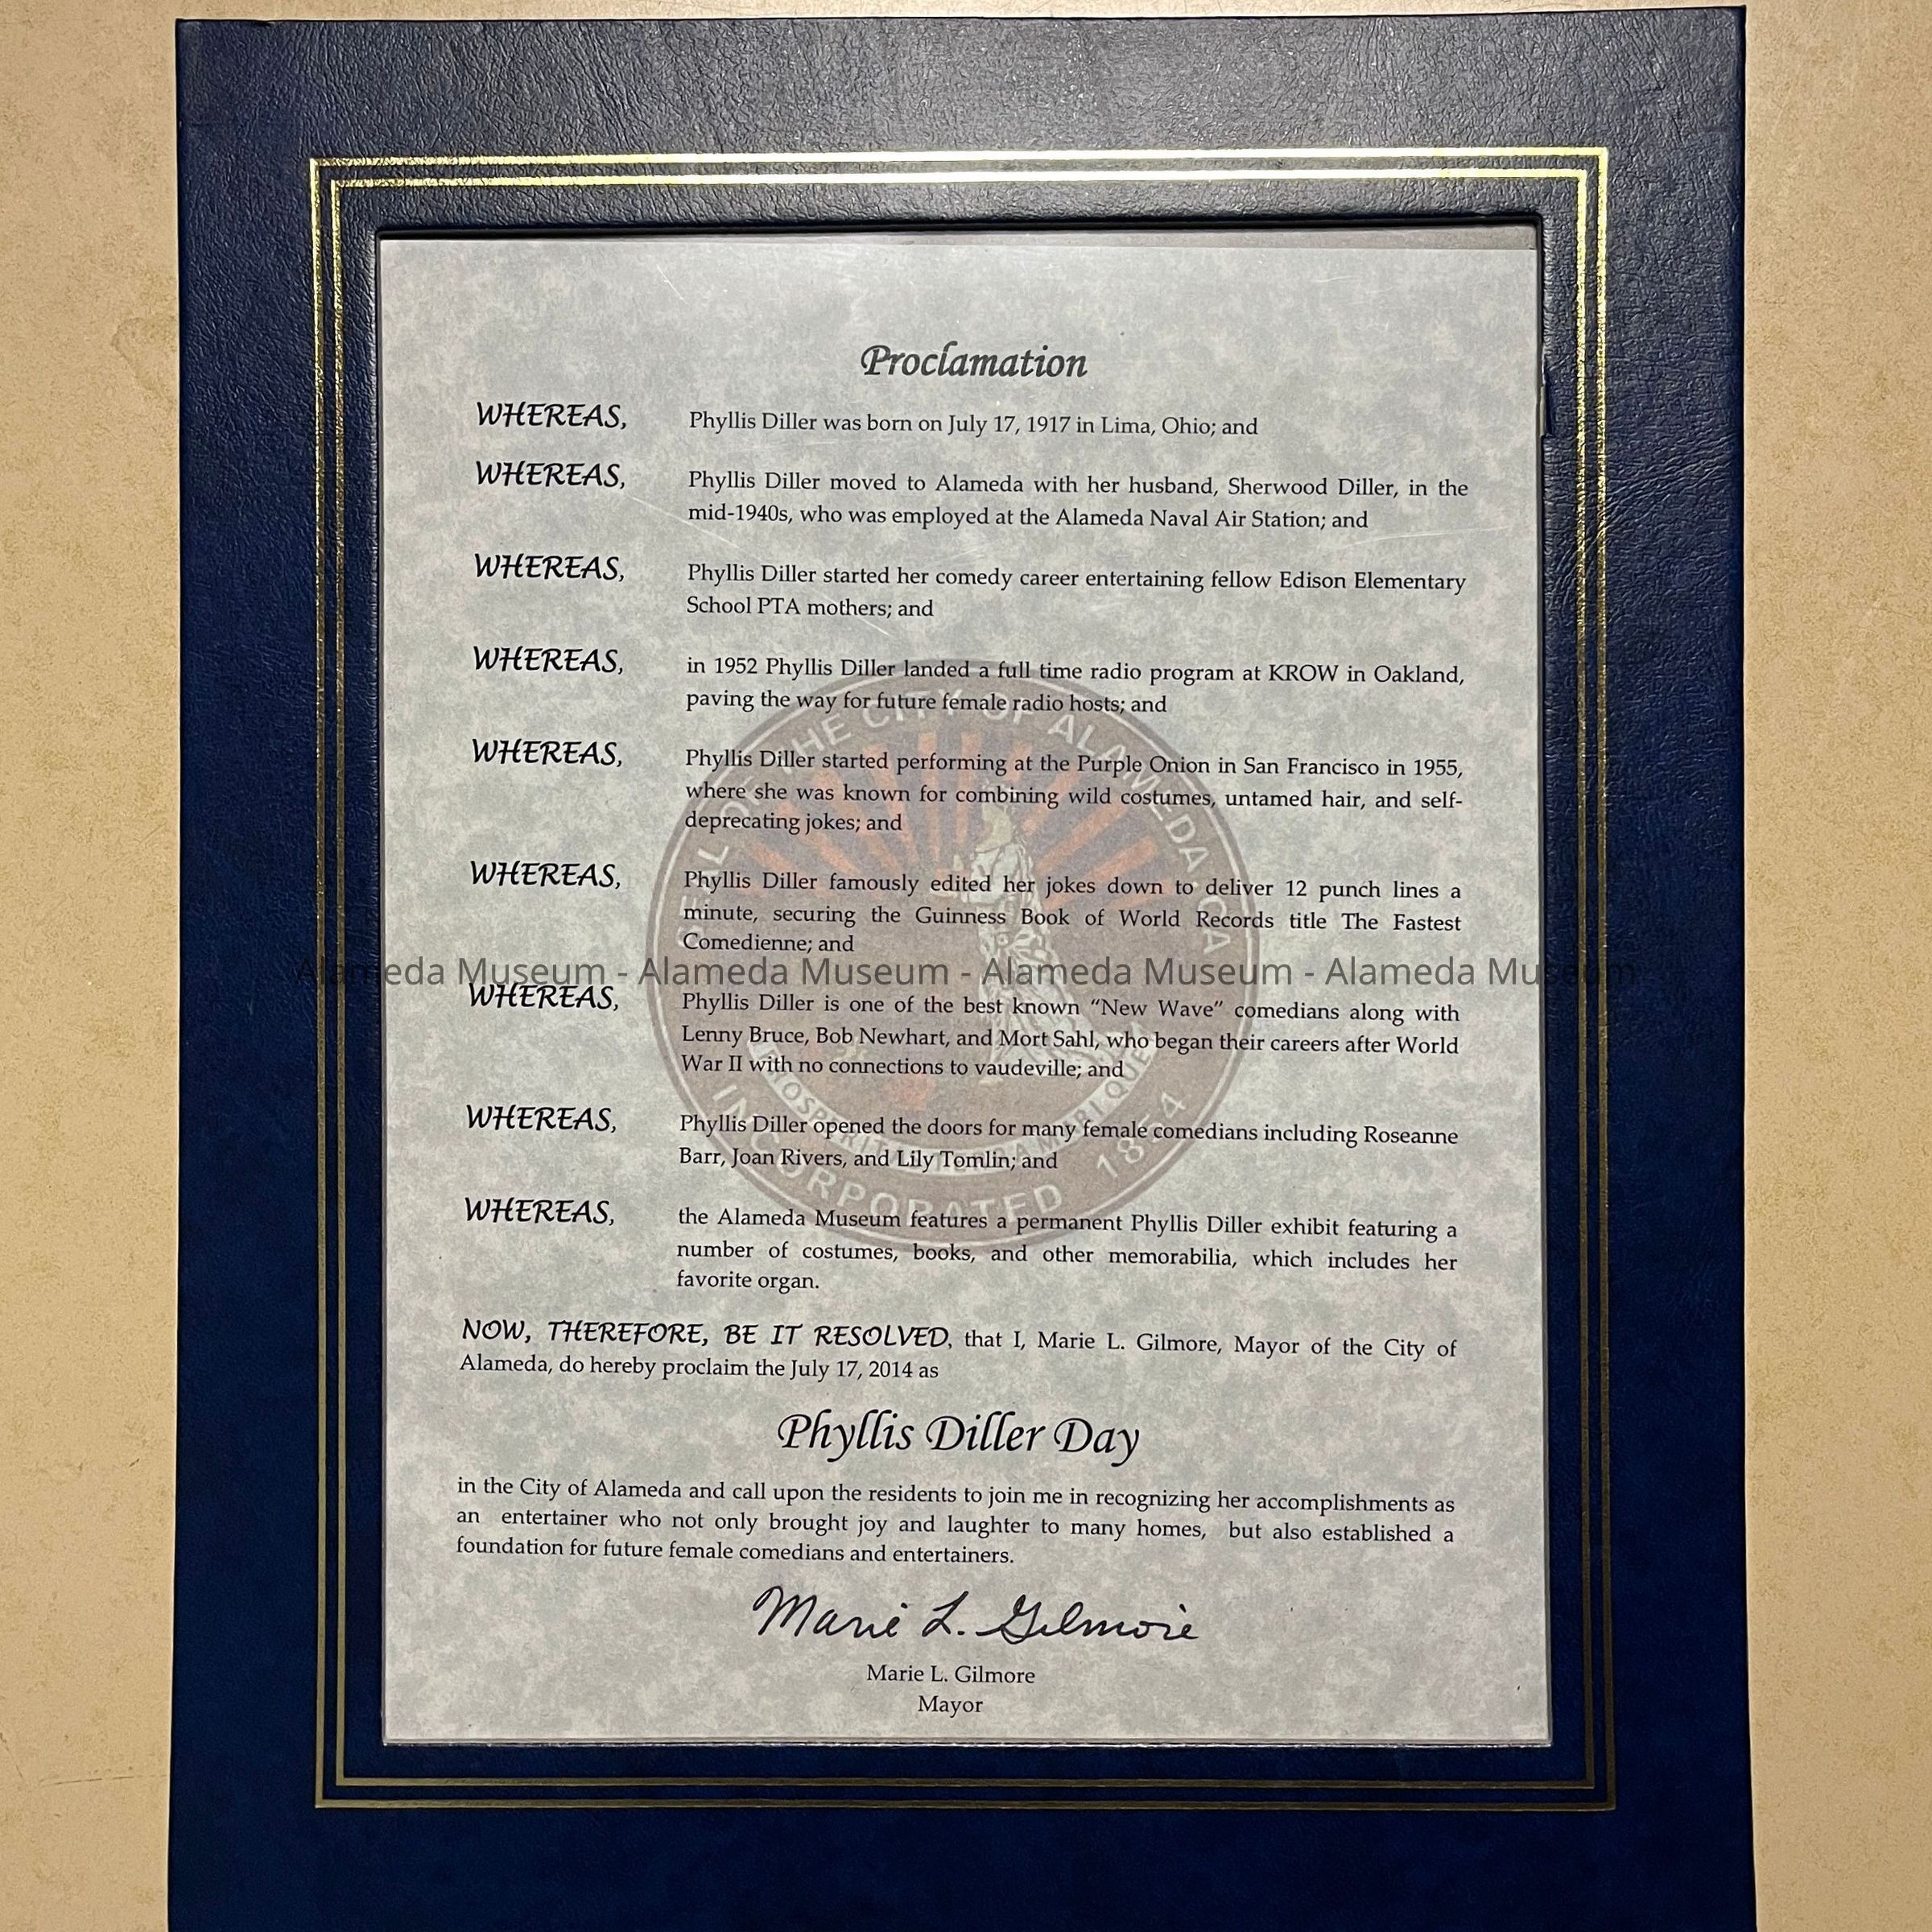 Proclamation
WHEREAS, Phyllis Diller was born on July 17, 1917 in Lima, Ohio; and
WHEREAS, Phyllis Diller moved to Alameda with her husband, Sherwood Diller, in the
mid-1940s, who was employed at the Alameda Naval Air Station; and
WHEREAS, Phyllis Diller started her comedy career entertaining fellow Edison Elementary
School PTA mothers; and
WHEREAS, in 1952 Phyllis Diller landed a full time radio program at KROW in Oakland,
paving the way for future female radio hosts; and
WHEREAS, Phyllis Diller started performing at the Purple Onion in San Francisco in 1955,
where she was known for combining wild costumes, untamed hair, and self-
deprecating jokes; and
WHEREAS, Phyllis Diller famously edited her jokes down to deliver 12 punch lines a
minute, securing the Guinness Book of World Records title The Fastest
Comedienne; and
Alameda Museum - Alameda Museum - Alameda Museum - Alameda Museum
WHEREAS, Phyllis Diller is one of the best known “New Wave” comedians along with
Lenny Bruce, Bob Newhart, and Mort Sahl, who began their careers after World
War II with no connections to vaudeville; and
WHEREAS, Phyllis Diller opened the doors for many female comedians including Roseanne
Barr, Joan Rivers, and Lily Tomlin; and
WHEREAS, the Alameda Museum features a permanent Phyllis Diller exhibit featuring a
number of costumes, books, and other memorabilia, which includes her
favorite organ.
NOW, THEREFORE, BE IT RESOLVED, that I, Marie L. Gilmore, Mayor of the City of
Alameda, do hereby proclaim the July 17, 2014 as
Phyllis Diller Day
in the City of Alameda and call upon the residents to join me in recognizing her accomplishments as
an entertainer who not only brought joy and laughter to many homes, but also established a
foundation for future female comedians and entertainers.
Marie L. Gilmore
Marie L. Gilmore
Mayor
THE CITY OF ALAMEDA CA
INCORPORATED 1854